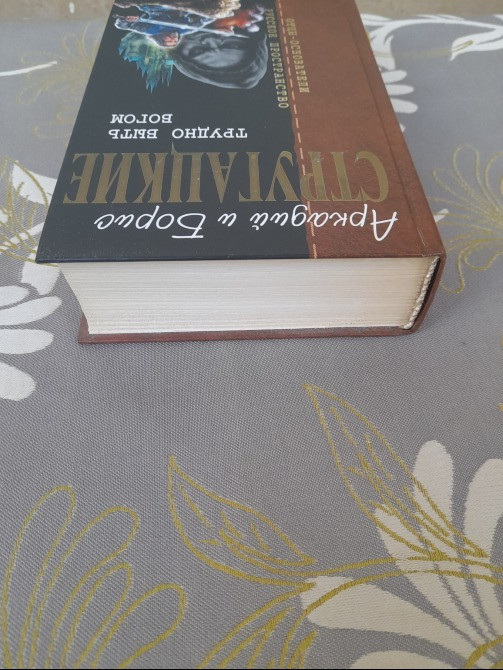 Аркадий и Борис
СТРУГАЦКИЕ
ТРУДНО БЫТЬ
БОГОМ
ОТЦЫ-ОСНОВАТЕЛИ
РУССКОЕ ПРОСТРАНСТВО